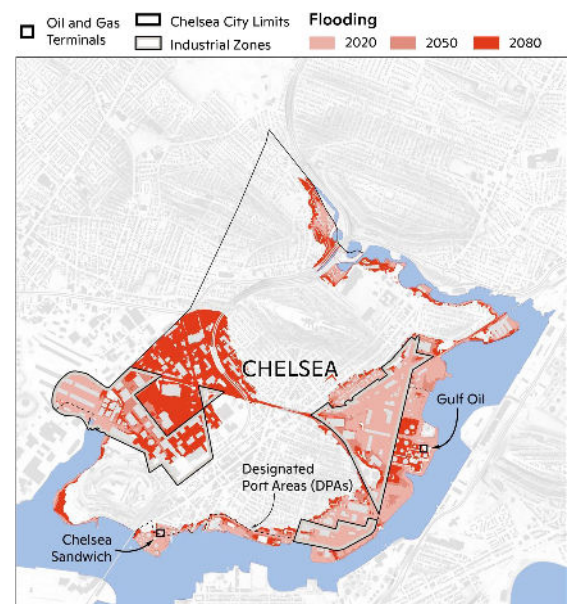 Oil and Gas
Terminals
Chelsea City Limits
Industrial Zones
Flooding
2020
2050
2080
CHELSEA
Gulf Oil
Designated
Port Areas (DPAs)
Chelsea
Sandwich